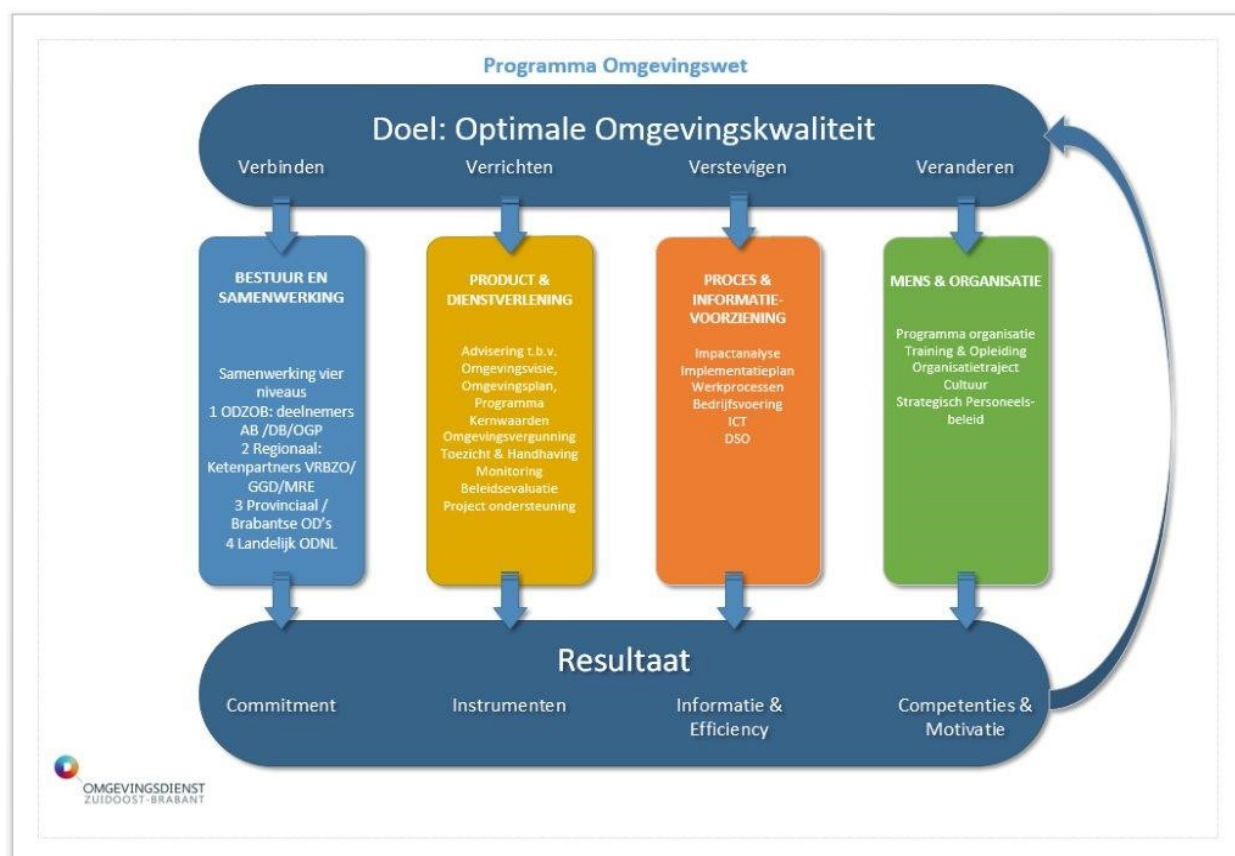 Programma Omgevingswet
Doel: Optimale Omgevingskwaliteit
Verbinden
Verrichten
Verstevigen
Veranderen
BESTUUR EN
SAMENWERKING
Samenwerking vier
niveaus
1 ODZOB: deelnemers
AB /DB/OGP
2 Regionaal:
Ketenpartners VRBZO/
GGD/MRE
3 Provinciaal /
Brabantse OD's
4 Landelijk ODNL
PRODUCT &
DIENSTVERLENING
Advisering t.b.v.
Omgevingsvisie,
Omgevingsplan,
Programma
Kernwaarden
Omgevingsvergunning
Toezicht & Handhaving
Monitoring
Beleidsevaluatie
Project ondersteuning
PROCES &
INFORMATIE-
VOORZIENING
Impactanalyse
Implementatieplan
Werkprocessen
Bedrijfsvoering
ICT
DSO
MENS & ORGANISATIE
Programma organisatie
Training & Opleiding
Organisatietraject
Cultuur
Strategisch Personeels-
beleid
Resultaat
Commitment
Instrumenten
Informatie &
Efficiency
Competenties &
Motivatie
OMGEVINGSDIENST
ZUIDOOST-BRABANT